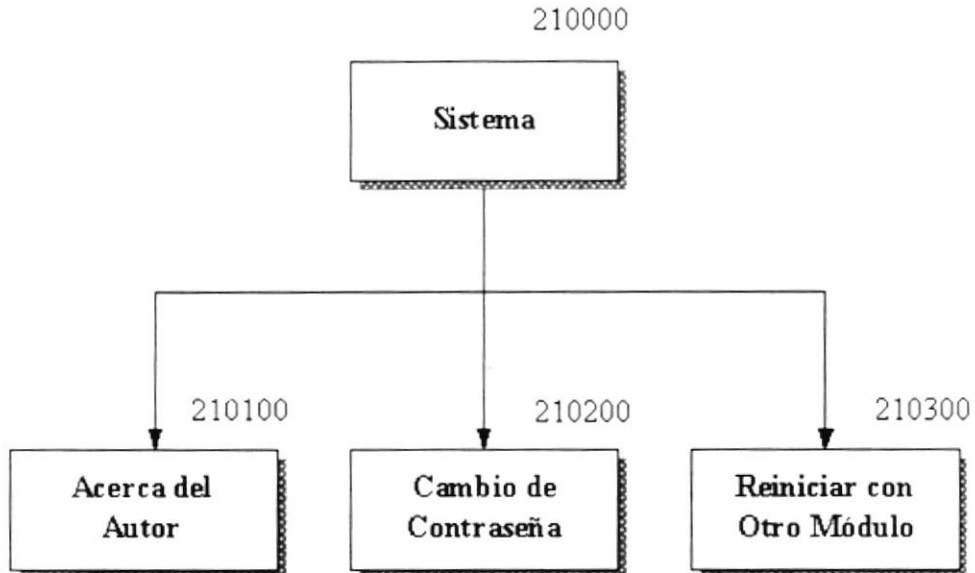 210000
Sistema
210100
210200
210300
Acerca del
Autor
Cambio de
Contraseña
Reiniciar con
Otro Módulo